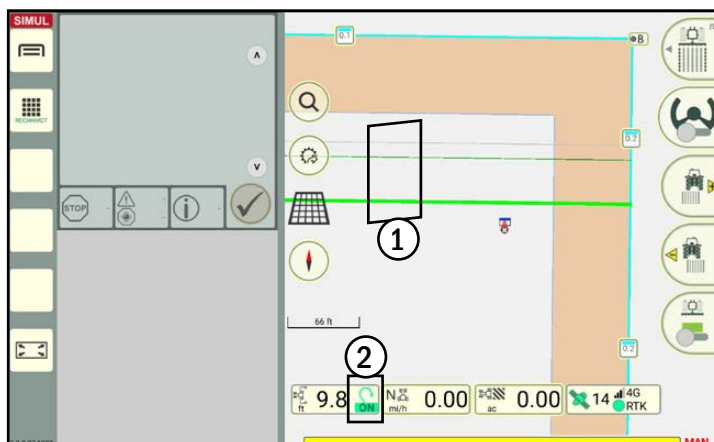 SIMUL
REICHHARDT
STOP
0.1
B
0.2
1
66 ft
0.2
2
ft 9.8 ON N mi/h 0.00 ac 0.00 14 4G RTK
MAN